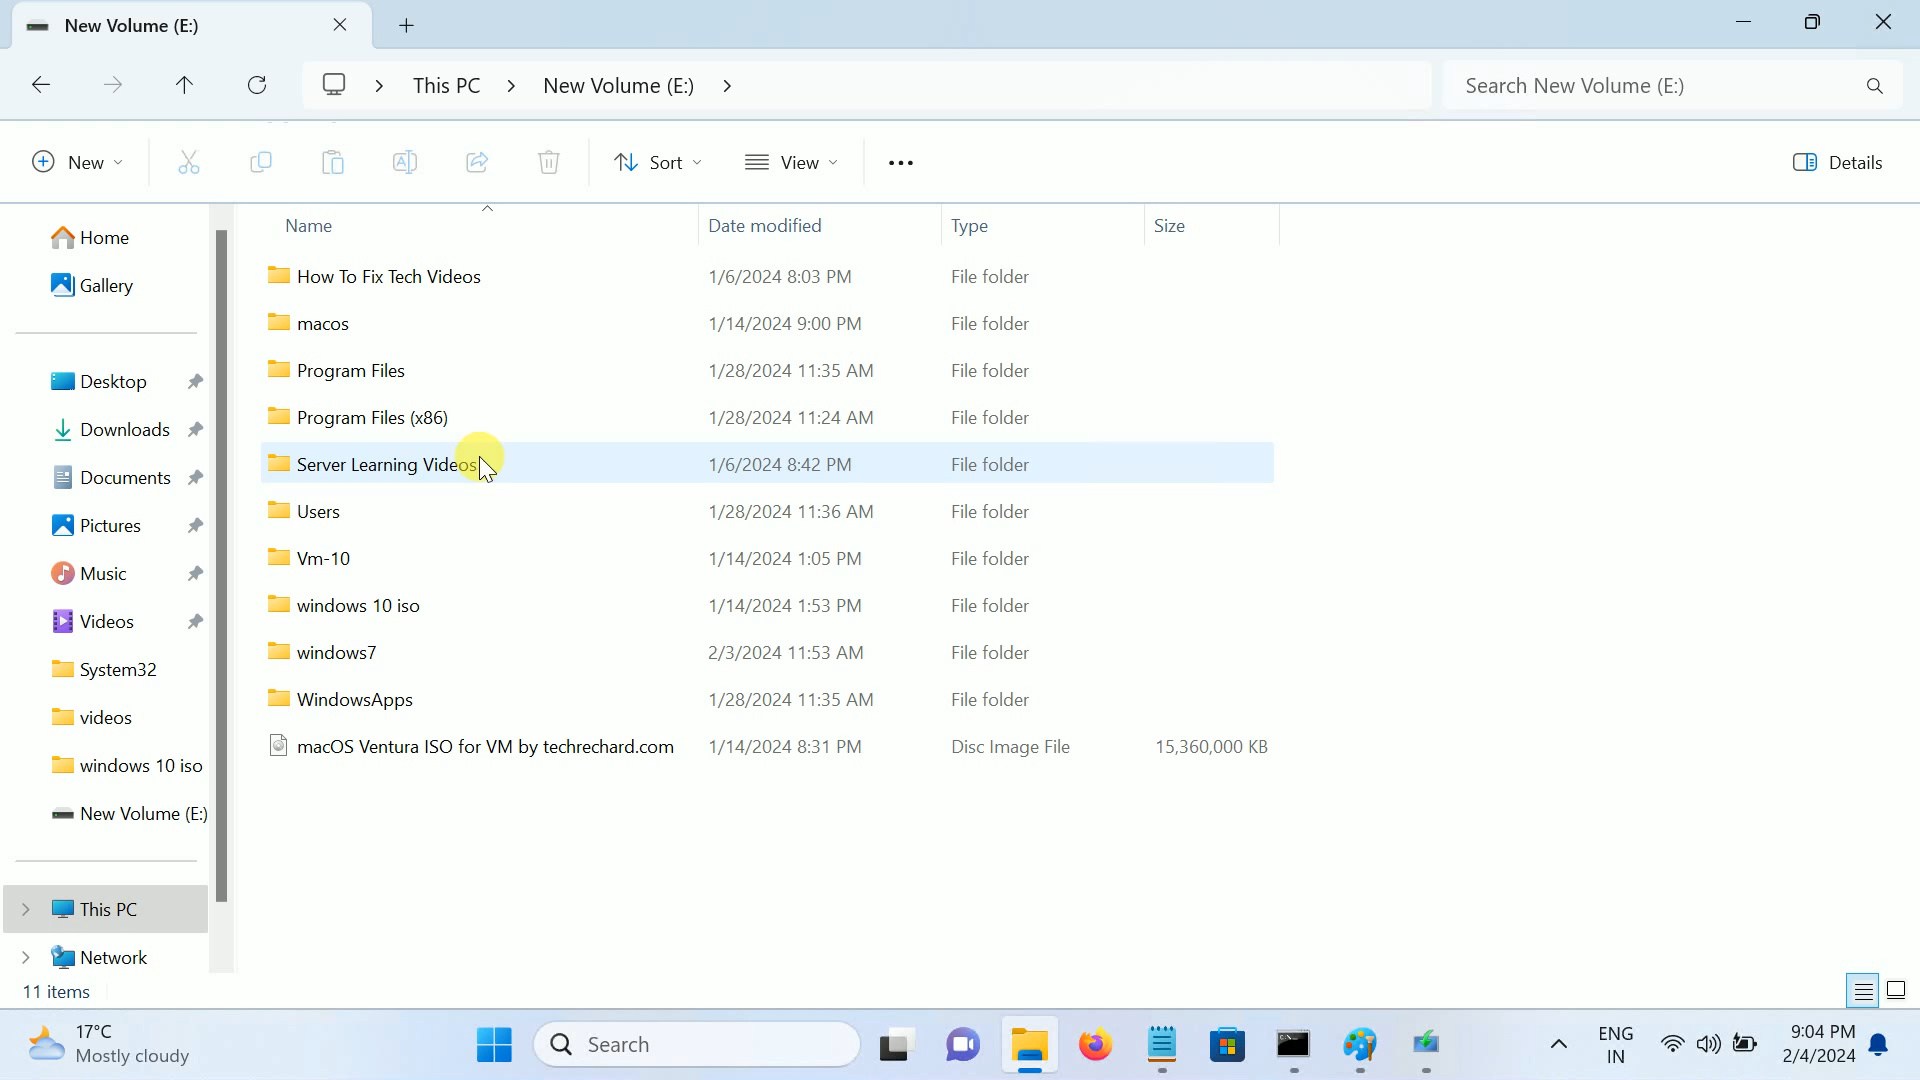 New Volume (E:)
This PC
New Volume (E:)
Search New Volume (E:)
New
Sort
View
Details
Name
Date modified
Type
Size
Home
Gallery
Desktop
Downloads
Documents
Pictures
Music
Videos
System32
videos
windows 10 iso
New Volume (E:)
This PC
Network
How To Fix Tech Videos 1/6/2024 8:03 PM File folder
macos 1/14/2024 9:00 PM File folder
Program Files 1/28/2024 11:35 AM File folder
Program Files (x86) 1/28/2024 11:24 AM File folder
Server Learning Videos 1/6/2024 8:42 PM File folder
Users 1/28/2024 11:36 AM File folder
Vm-10 1/14/2024 1:05 PM File folder
windows 10 iso 1/14/2024 1:53 PM File folder
windows7 2/3/2024 11:53 AM File folder
WindowsApps 1/28/2024 11:35 AM File folder
macOS Ventura ISO for VM by techrechard.com 1/14/2024 8:31 PM Disc Image File 15,360,000 KB
11 items
17°C
Mostly cloudy
Search
ENG
IN
9:04 PM
2/4/2024